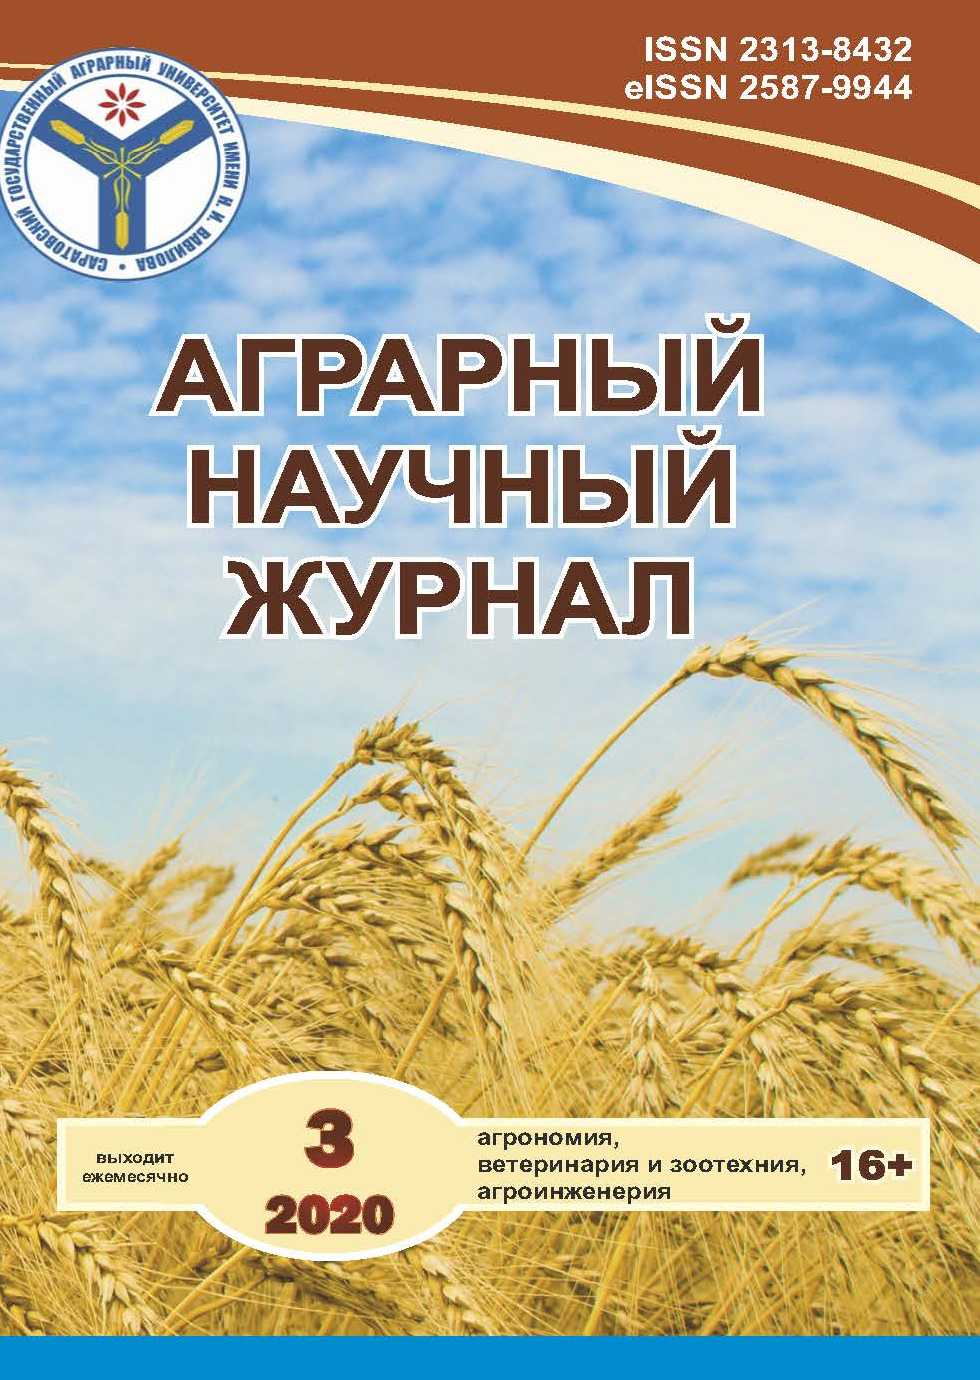 ISSN 2313-8432
eISSN 2587-9944
САРАТОВСКИЙ ГОСУДАРСТВЕННЫЙ АГРАРНЫЙ УНИВЕРСИТЕТ ИМЕНИ Н. И. ВАВИЛОВА •
АГРАРНЫЙ
НАУЧНЫЙ
ЖУРНАЛ
выходит
ежемесячно
3
2020
агрономия,
ветеринария и зоотехния,
агроинженерия
16+